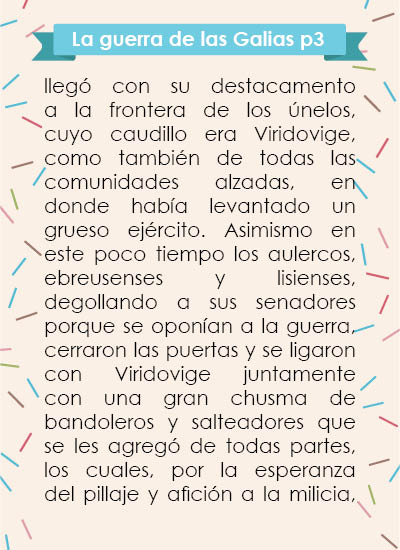 La guerra de las Galias p3
llegó con su destacamento
a la frontera de los únelos,
cuyo caudillo era Viridovige,
como también de todas las
comunidades alzadas, en
donde había levantado un
grueso ejército. Asimismo en
este poco tiempo los aulercos,
ebreusenses y lisienses,
degollando a sus senadores
porque se oponían a la guerra,
cerraron las puertas y se ligaron
con Viridovige juntamente
con una gran chusma de
bandoleros y salteadores que
se les agregó de todas partes,
los cuales, por la esperanza
del pillaje y afición a la milicia,